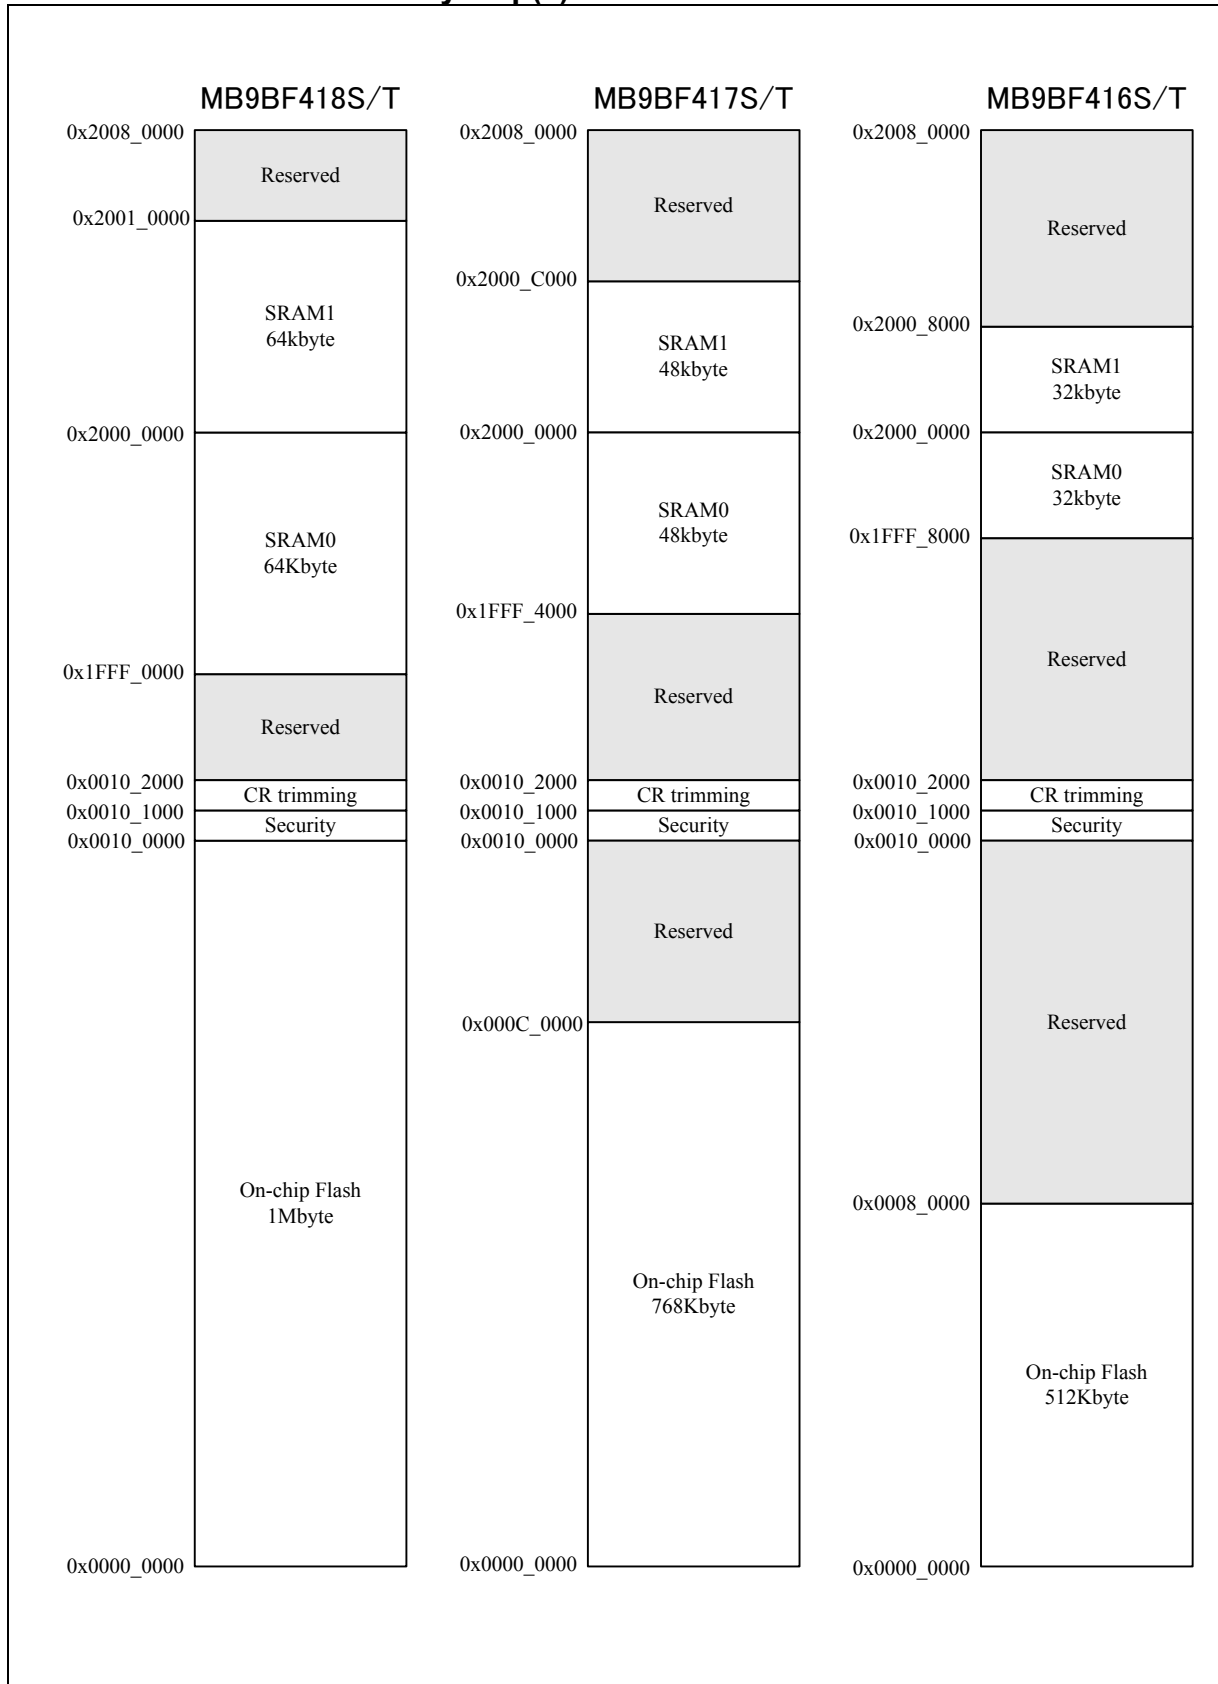 MB9BF418S/T
0x2008_0000
Reserved
0x2001_0000
SRAM1
64kbyte
0x2000_0000
SRAM0
64Kbyte
0x1FFF_0000
Reserved
0x0010_2000
CR trimming
0x0010_1000
Security
0x0010_0000
On-chip Flash
1Mbyte
0x0000_0000
MB9BF417S/T
0x2008_0000
Reserved
0x2000_C000
SRAM1
48kbyte
0x2000_0000
SRAM0
48kbyte
0x1FFF_4000
Reserved
0x0010_2000
CR trimming
0x0010_1000
Security
0x0010_0000
Reserved
0x000C_0000
On-chip Flash
768Kbyte
0x0000_0000
MB9BF416S/T
0x2008_0000
Reserved
0x2000_8000
SRAM1
32kbyte
0x2000_0000
SRAM0
32kbyte
0x1FFF_8000
Reserved
0x0010_2000
CR trimming
0x0010_1000
Security
0x0010_0000
Reserved
0x0008_0000
On-chip Flash
512Kbyte
0x0000_0000